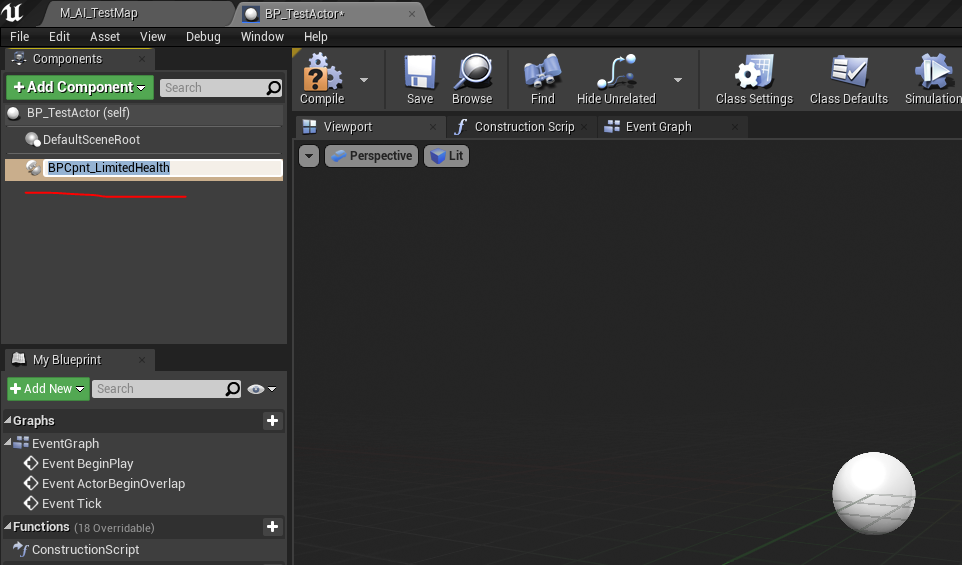 M_AI_TestMap
BP_TestActor*
File Edit Asset View Debug Window Help
Components
+Add Component
Search
BP_TestActor (self)
DefaultSceneRoot
BPCpnt_LimitedHealth
Compile
Save
Browse
Find
Hide Unrelated
Class Settings
Class Defaults
Simulation
Viewport
Construction Scrip
Event Graph
Perspective
Lit
My Blueprint
+Add New
Search
Graphs
EventGraph
Event BeginPlay
Event ActorBeginOverlap
Event Tick
Functions (18 Overridable)
ConstructionScript